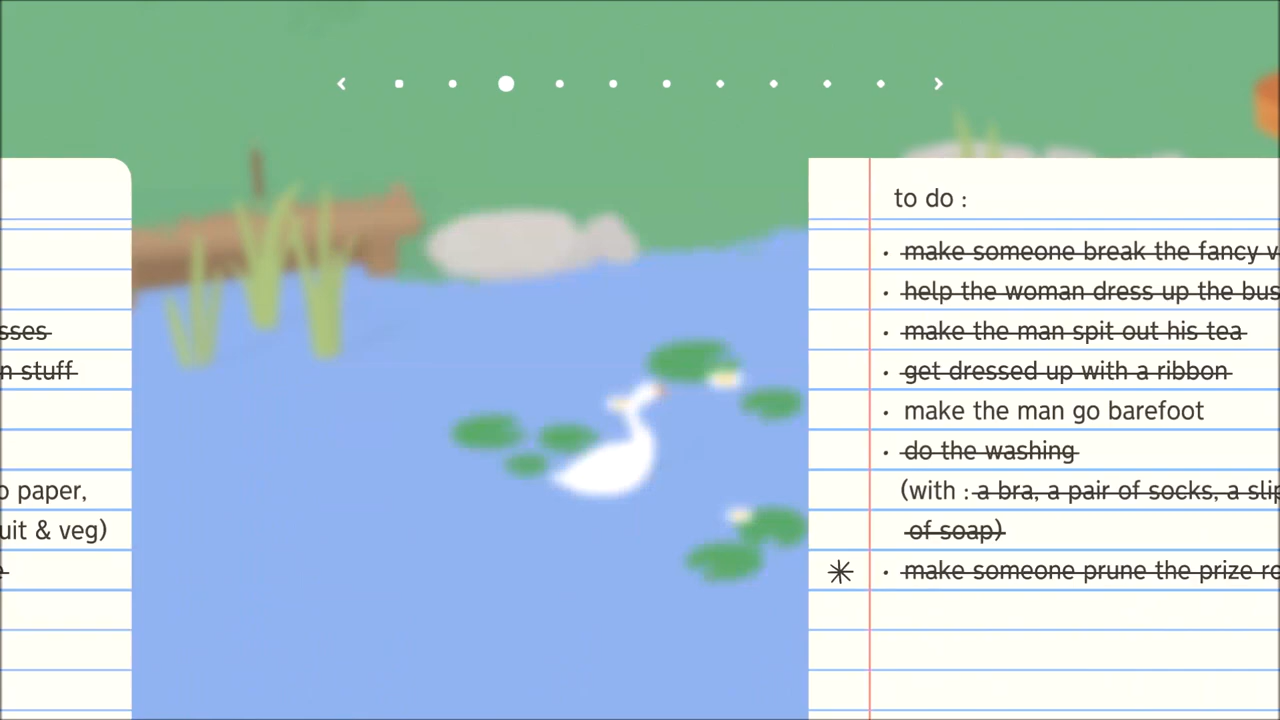 sses
n stuff
o paper,
uit & veg)
to do :
· make someone break the fancy v
· help the woman dress up the bus
· make the man spit out his tea
· get dressed up with a ribbon
· make the man go barefoot
· do the washing
(with : a bra, a pair of socks, a slip
of soap)
· make someone prune the prize ro